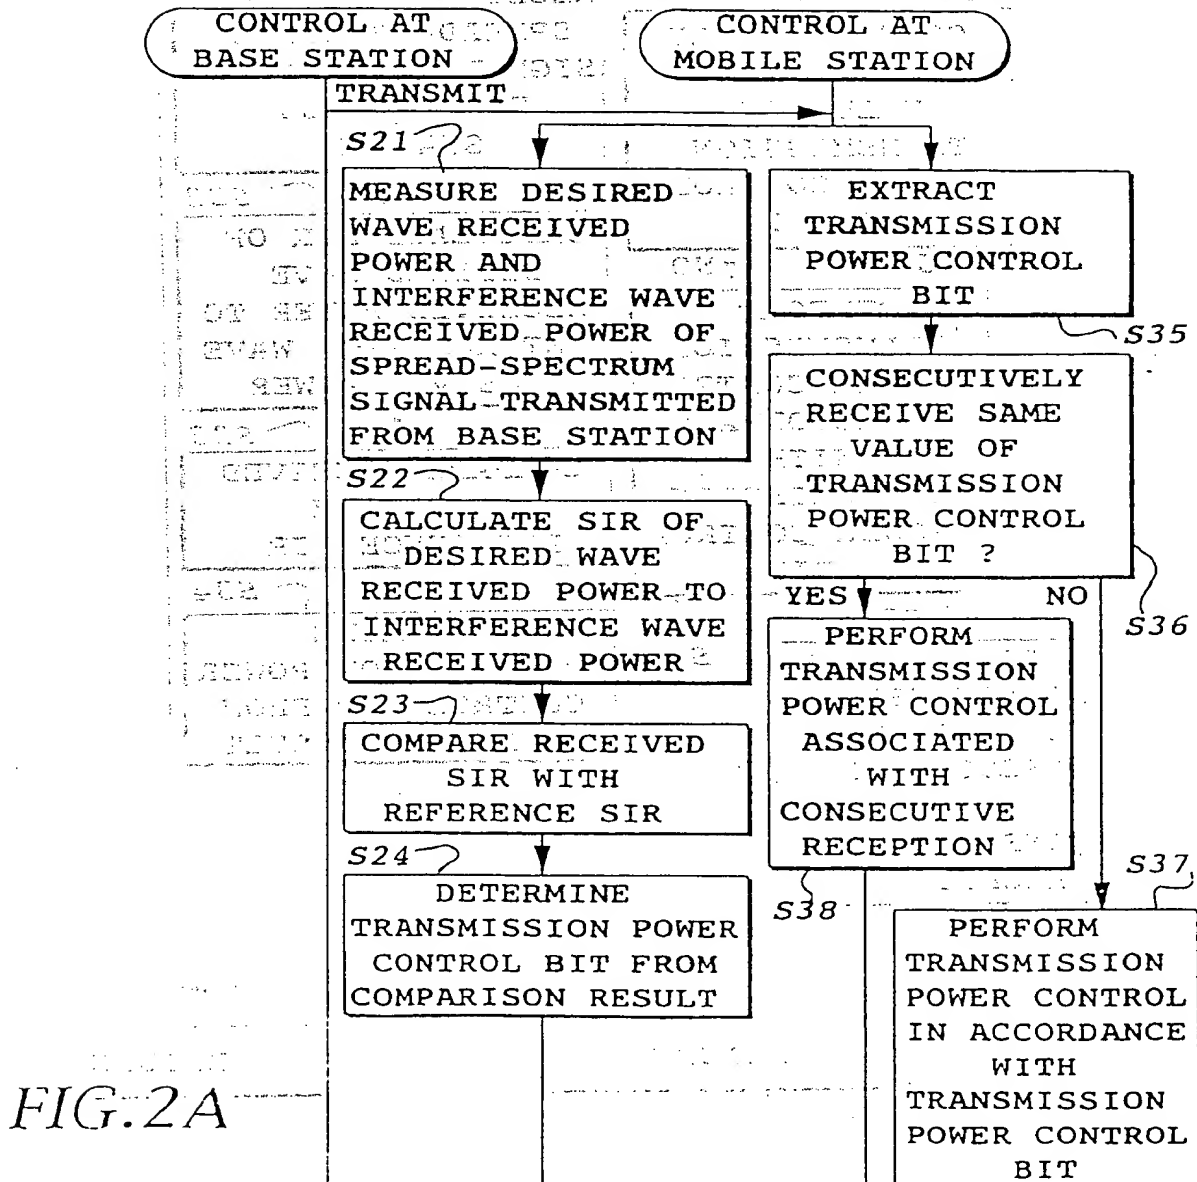 CONTROL AT
BASE STATION
CONTROL AT
MOBILE STATION
TRANSMIT
S21
MEASURE DESIRED
WAVE RECEIVED
POWER AND
INTERFERENCE WAVE
RECEIVED POWER OF
SPREAD-SPECTRUM
SIGNAL TRANSMITTED
FROM BASE STATION
S22
CALCULATE SIR OF
DESIRED WAVE
RECEIVED POWER TO
INTERFERENCE WAVE
RECEIVED POWER
S23
COMPARE RECEIVED
SIR WITH
REFERENCE SIR
S24
DETERMINE
TRANSMISSION POWER
CONTROL BIT FROM
COMPARISON RESULT
EXTRACT
TRANSMISSION
POWER CONTROL
BIT
S35
CONSECUTIVELY
RECEIVE SAME
VALUE OF
TRANSMISSION
POWER CONTROL
BIT ?
S36
YES
NO
PERFORM
TRANSMISSION
POWER CONTROL
ASSOCIATED
WITH
CONSECUTIVE
RECEPTION
S38
S37
PERFORM
TRANSMISSION
POWER CONTROL
IN ACCORDANCE
WITH
TRANSMISSION
POWER CONTROL
BIT
FIG.2A